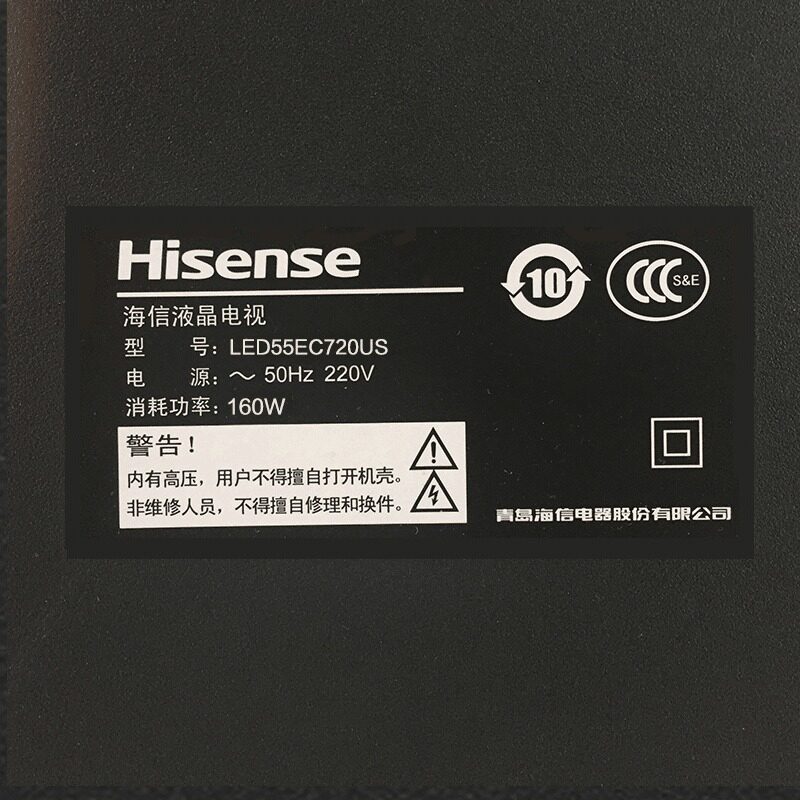 Hisense
10
CCC S&E
海信液晶电视
型 号: LED55EC720US
电 源: ～ 50Hz 220V
消耗功率: 160W
警告！
内有高压，用户不得擅自打开机壳。
非维修人员，不得擅自修理和换件。
青岛海信电器股份有限公司